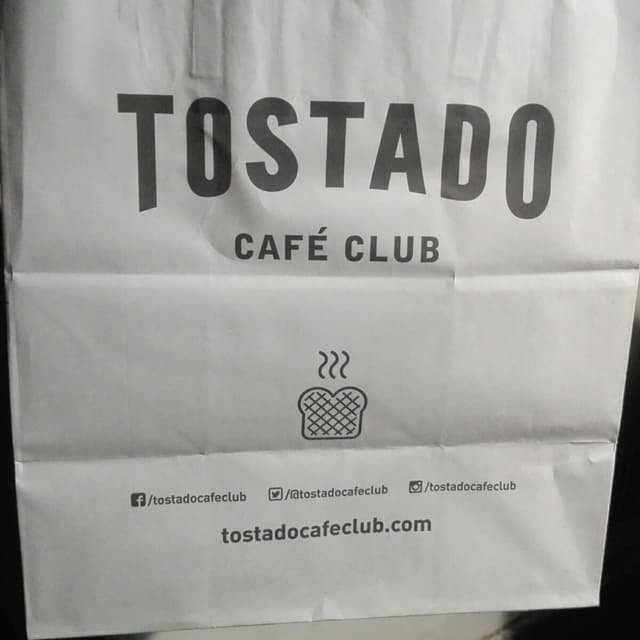 TOSTADO
CAFÉ CLUB
/tostadocafeclub /@tostadocafeclub /tostadocafeclub
tostadocafeclub.com